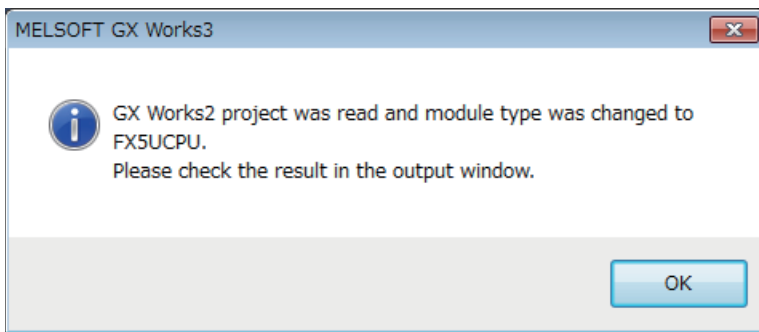 MELSOFT GX Works3
GX Works2 project was read and module type was changed to
FX5UCPU.
Please check the result in the output window.
OK